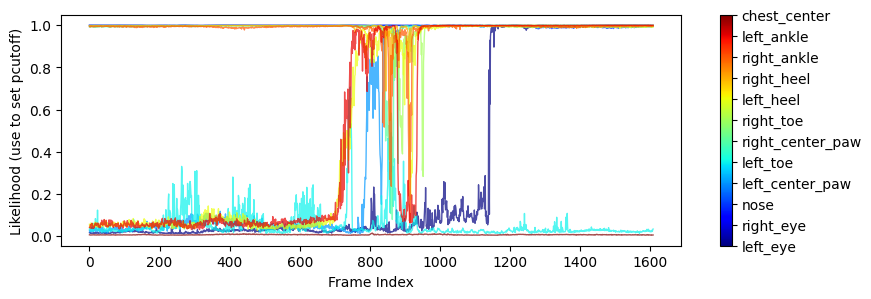 Likelihood (use to set pcutoff)
1.0
0.8
0.6
0.4
0.2
0.0
0 200 400 600 800 1000 1200 1400 1600
Frame Index
chest_center
left_ankle
right_ankle
right_heel
left_heel
right_toe
right_center_paw
left_toe
left_center_paw
nose
right_eye
left_eye